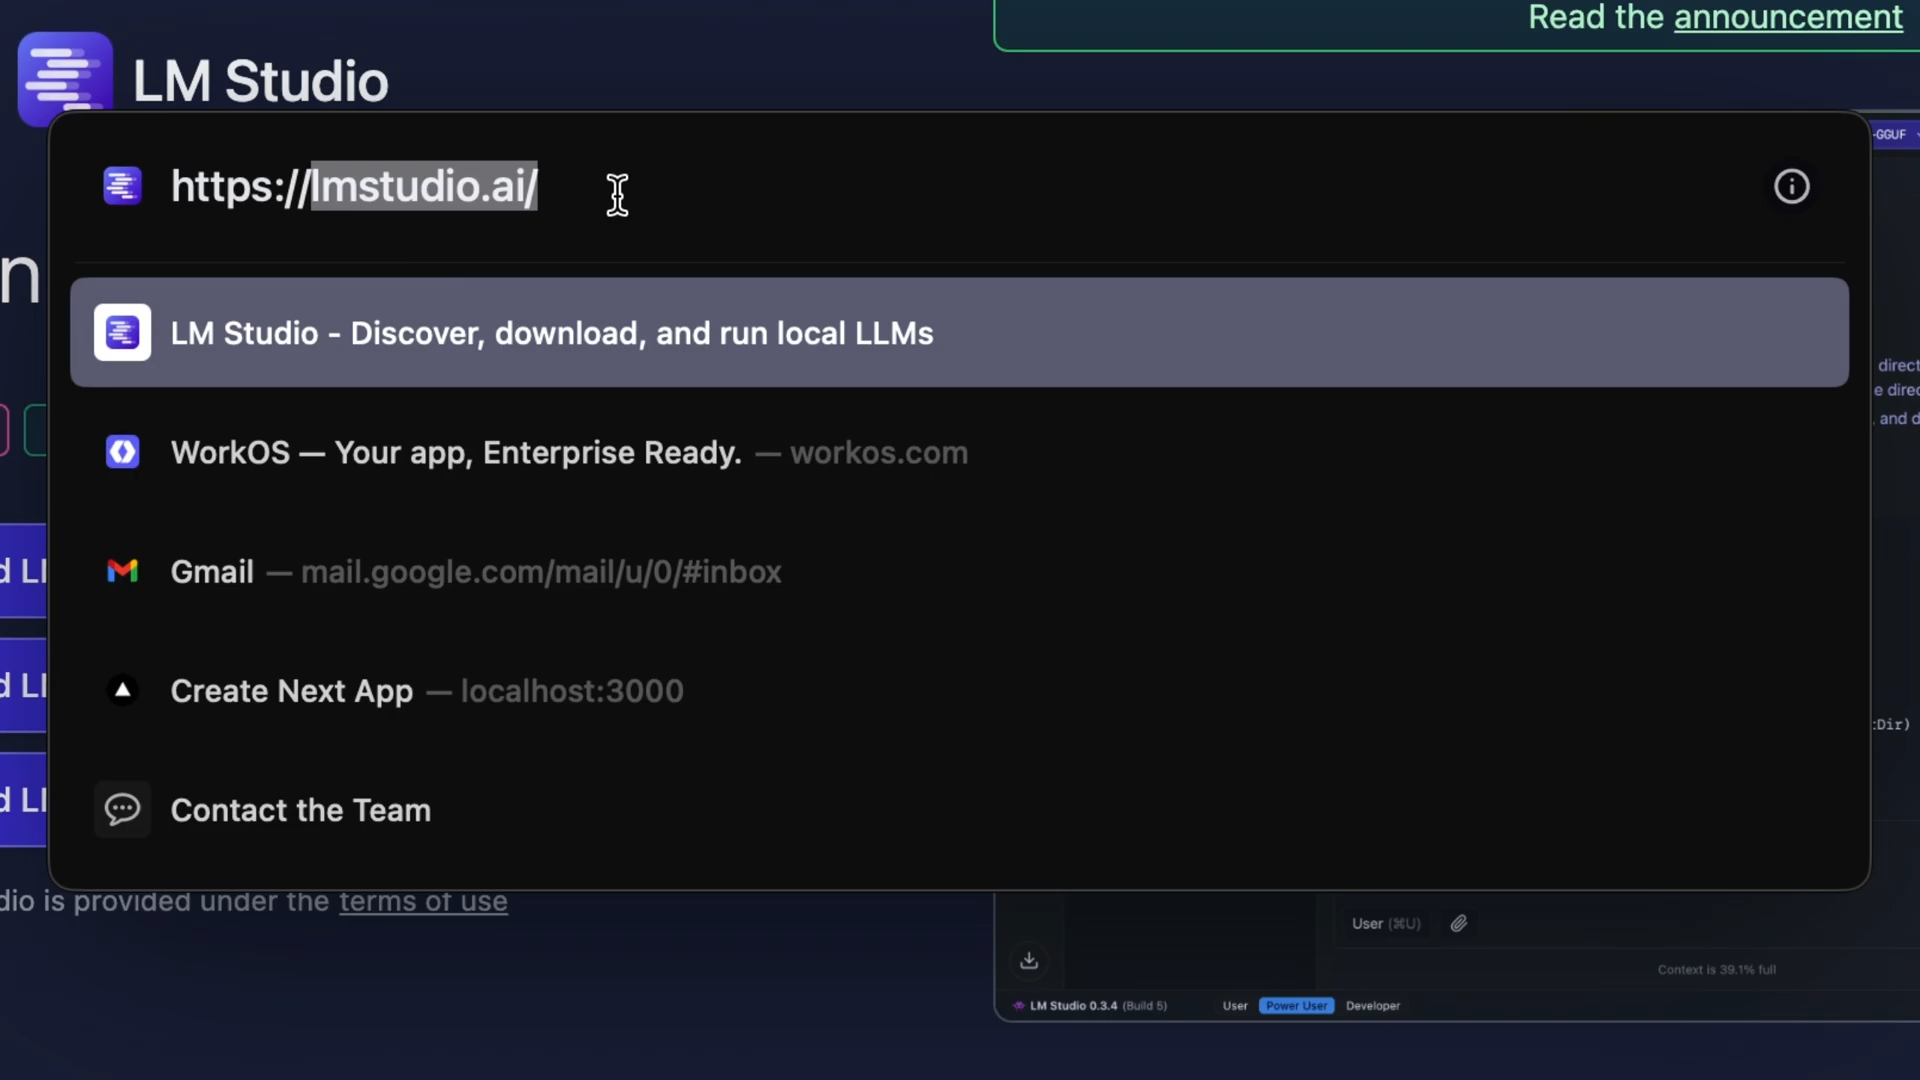 Read the announcement
LM Studio
-GGUF
https://lmstudio.ai/
n
LM Studio - Discover, download, and run local LLMs
direct
e direc
, and d
WorkOS — Your app, Enterprise Ready. — workos.com
d LI
Gmail — mail.google.com/mail/u/0/#inbox
d LI
Create Next App — localhost:3000
:Dir)
d LI
Contact the Team
dio is provided under the terms of use
User (⌘U)
Context is 39.1% full
LM Studio 0.3.4 (Build 5) User Power User Developer